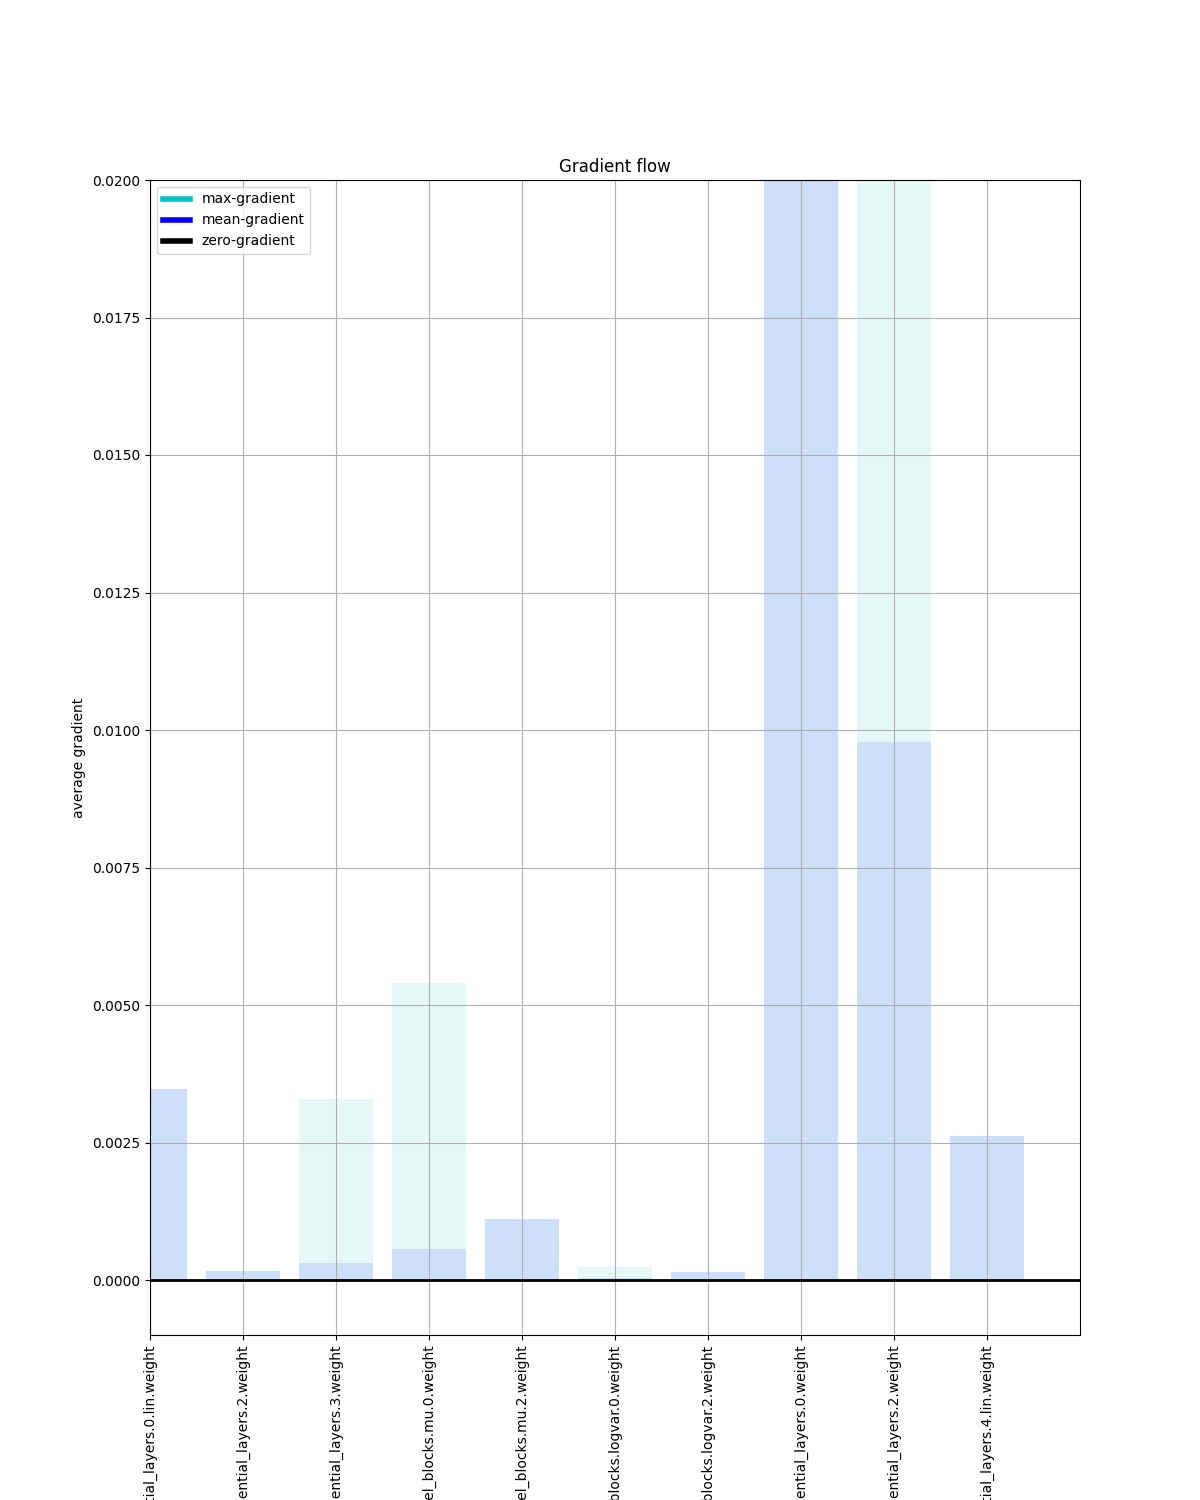 Gradient flow
max-gradient
mean-gradient
zero-gradient
0.0200
0.0175
0.0150
0.0125
0.0100
0.0075
0.0050
0.0025
0.0000
average gradient
tial_layers.0.lin.weight
ential_layers.2.weight
ential_layers.3.weight
el_blocks.mu.0.weight
el_blocks.mu.2.weight
blocks.logvar.0.weight
blocks.logvar.2.weight
ential_layers.0.weight
ential_layers.2.weight
tial_layers.4.lin.weight